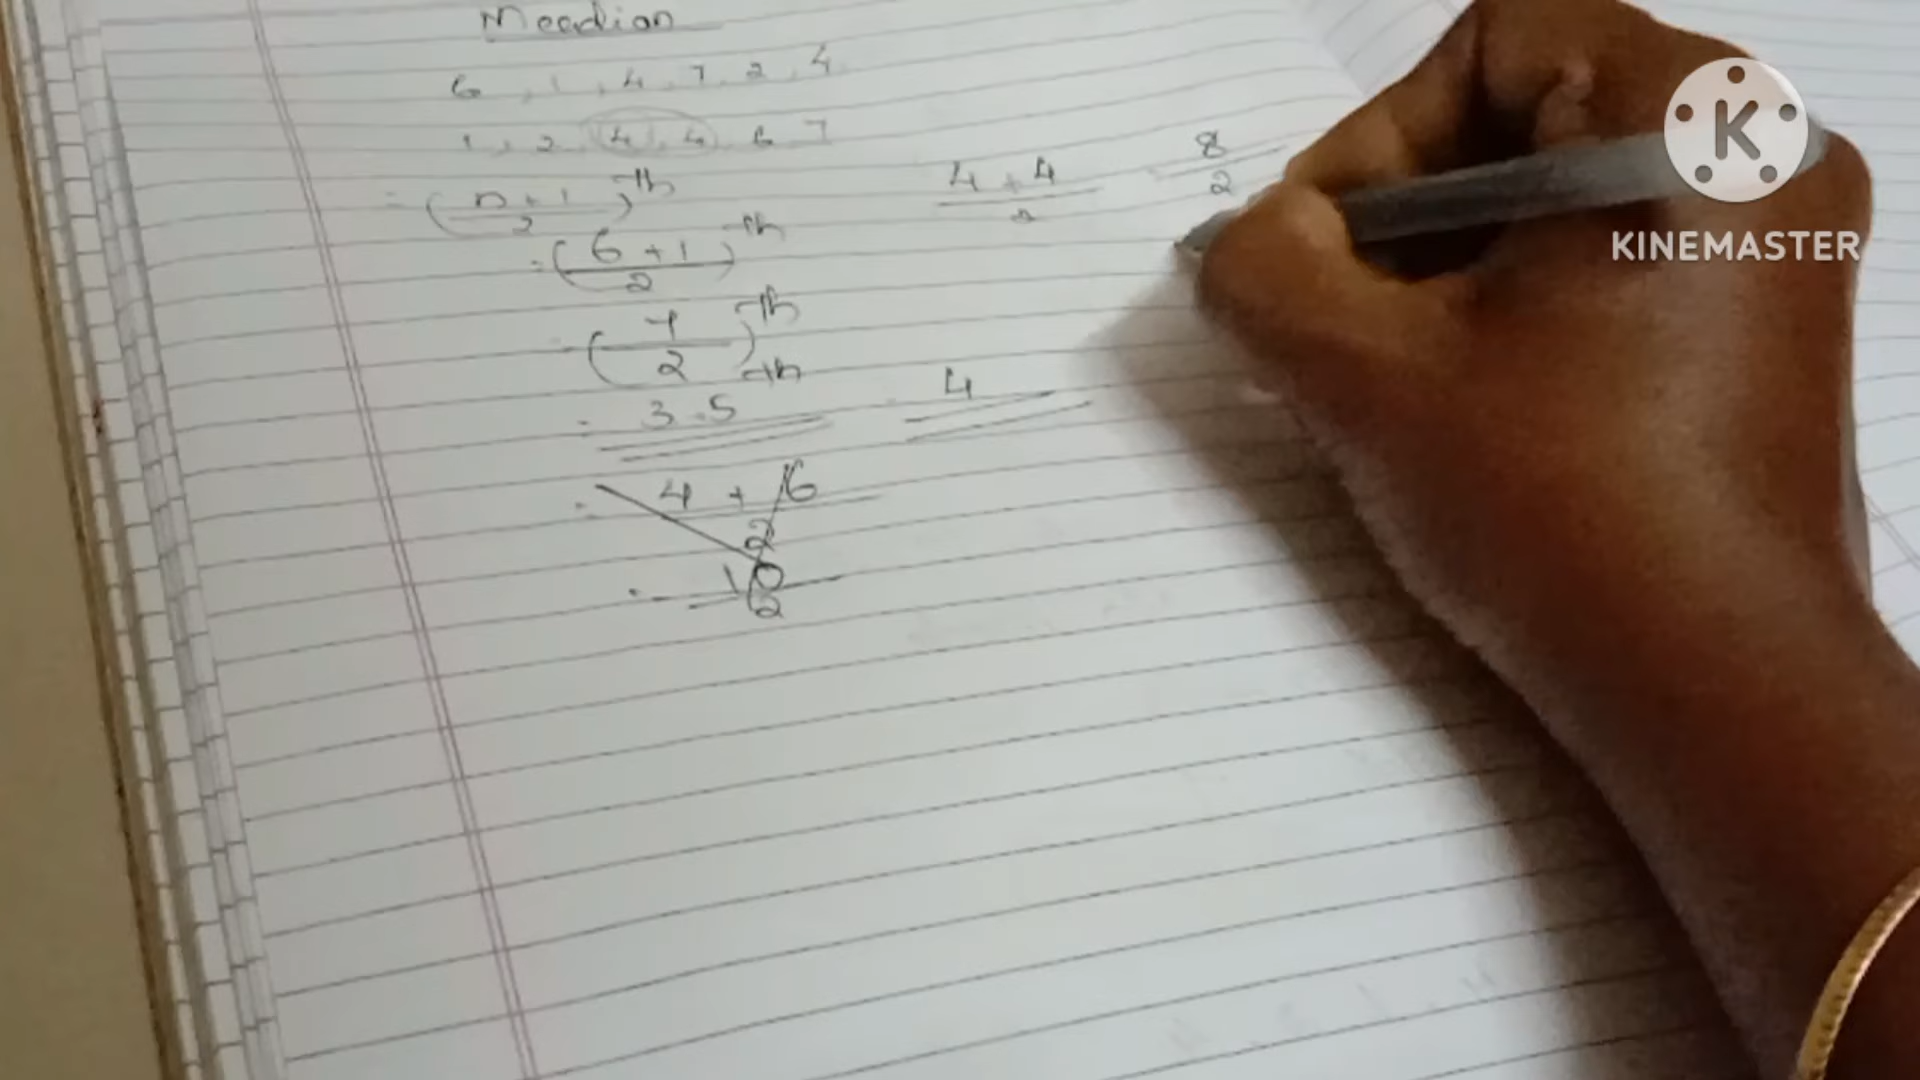 Meedian
6, 1, 4, 7, 2, 4
1, 2, 4, 4, 6, 7
= (n+1/2)th
= (6+1/2)th
(7/2)th
= 3.5 th
= 4 + 6
2
= 10
2
4 + 4
2
8
2
4
K
KINEMASTER